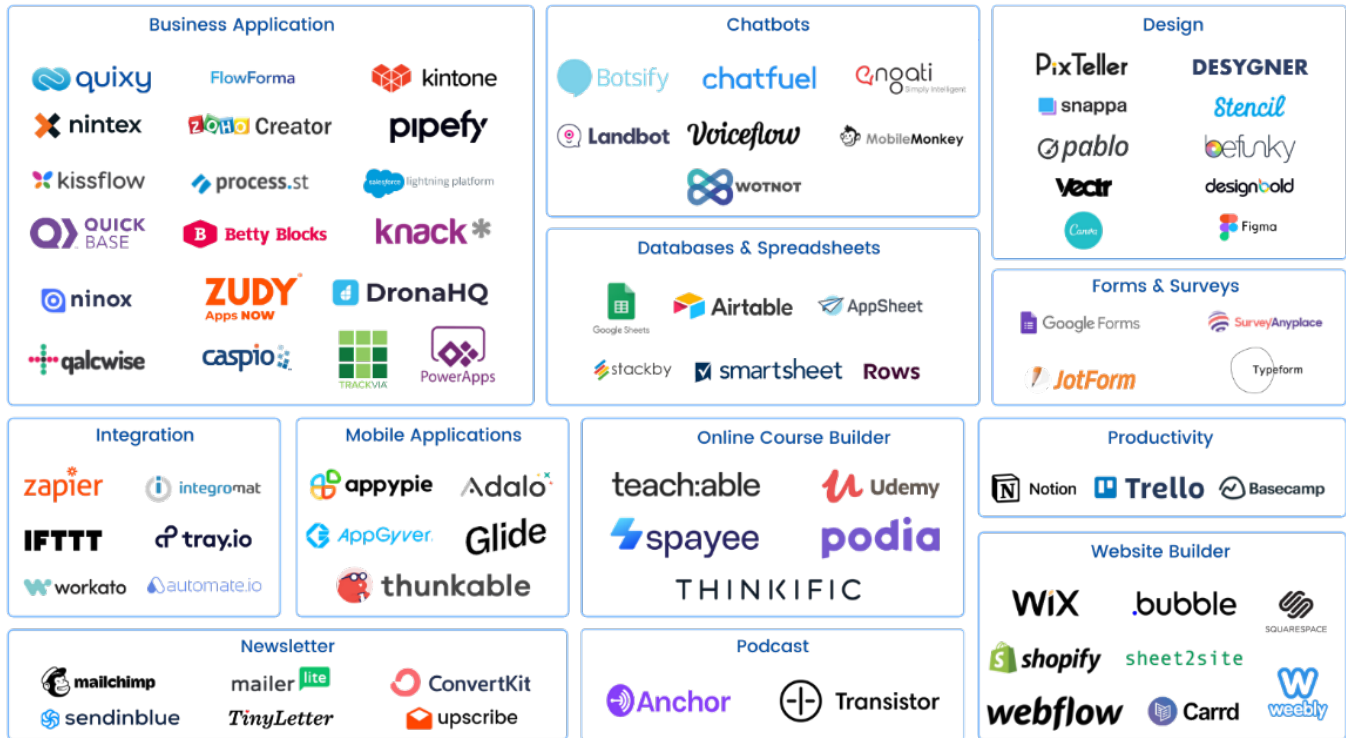 Business Application
quixy
FlowForma
kintone
nintex
ZOHO Creator
pipefy
kissflow
process.st
salesforce lightning platform
QUICK
BASE
B Betty Blocks
knack*
ninox
ZUDY®
Apps NOW
DronaHQ
qalcwise
caspio
TRACKVIA
PowerApps
Chatbots
Botsify
chatfuel
engati
Simply Intelligent
Landbot
Voiceflow
MobileMonkey
WOTNOT
Databases & Spreadsheets
Google Sheets
Airtable
AppSheet
stackby
smartsheet
Rows
Design
PixTeller
DESYGNER
snappa
Stencil
pablo
befunky
Vectr
designbold
Canva
Figma
Forms & Surveys
Google Forms
SurveyAnyplace
JotForm
Typeform
Integration
zapier
integromat
IFTTT
tray.io
workato
automate.io
Mobile Applications
appypie
Adalo
AppGyver.
Glide
thunkable
Online Course Builder
teach:able
Udemy
spayee
podia
THINKIFIC
Productivity
N Notion
Trello
Basecamp
Website Builder
WiX
.bubble
SQUARESPACE
S shopify
sheet2site
W
weebly
webflow
Carrd
Newsletter
mailchimp
mailer lite
ConvertKit
sendinblue
TinyLetter
upscribe
Podcast
Anchor
Transistor